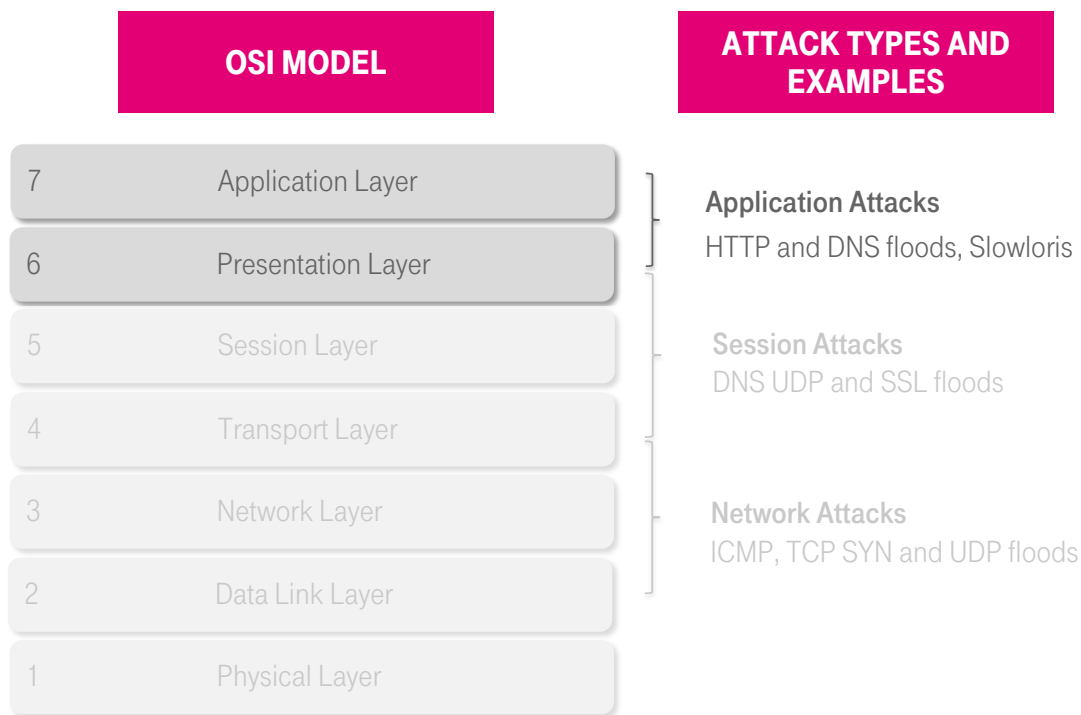 OSI MODEL
ATTACK TYPES AND
EXAMPLES
7 Application Layer
6 Presentation Layer
5 Session Layer
4 Transport Layer
3 Network Layer
2 Data Link Layer
1 Physical Layer
Application Attacks
HTTP and DNS floods, Slowloris
Session Attacks
DNS UDP and SSL floods
Network Attacks
ICMP, TCP SYN and UDP floods